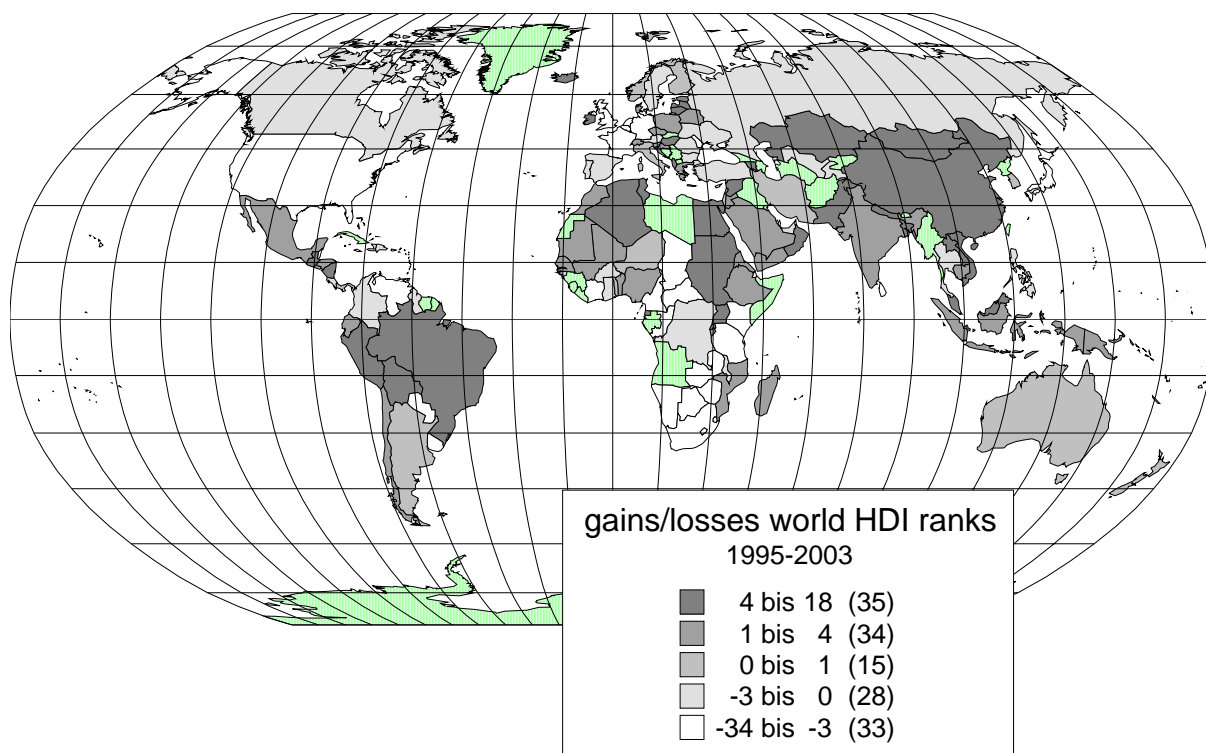 gains/losses world HDI ranks
1995-2003
4 bis 18 (35)
1 bis 4 (34)
0 bis 1 (15)
-3 bis 0 (28)
-34 bis -3 (33)